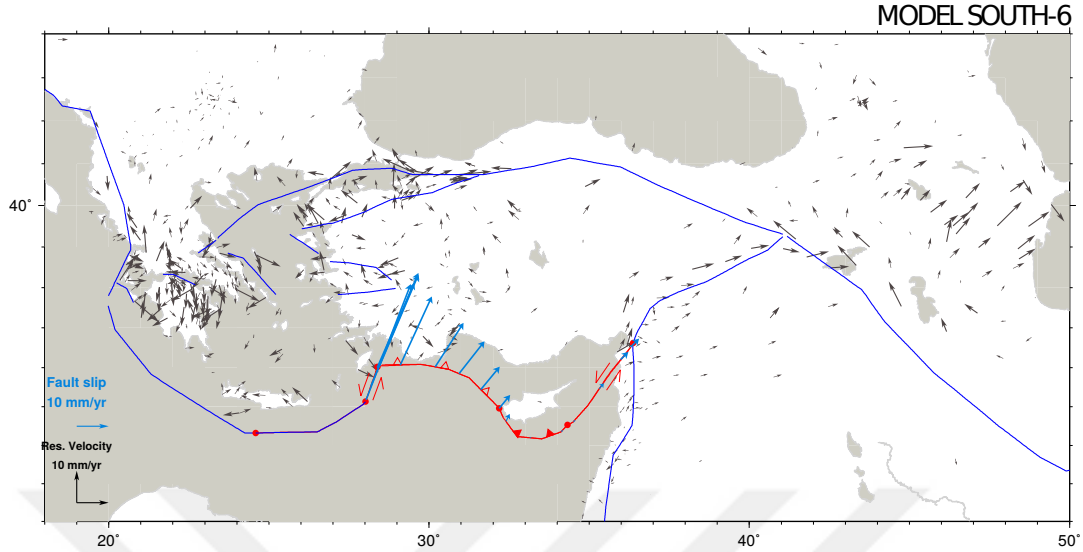 MODEL SOUTH-6
40˚
Fault slip
10 mm/yr
Res. Velocity
10 mm/yr
20˚ 30˚ 40˚ 50˚